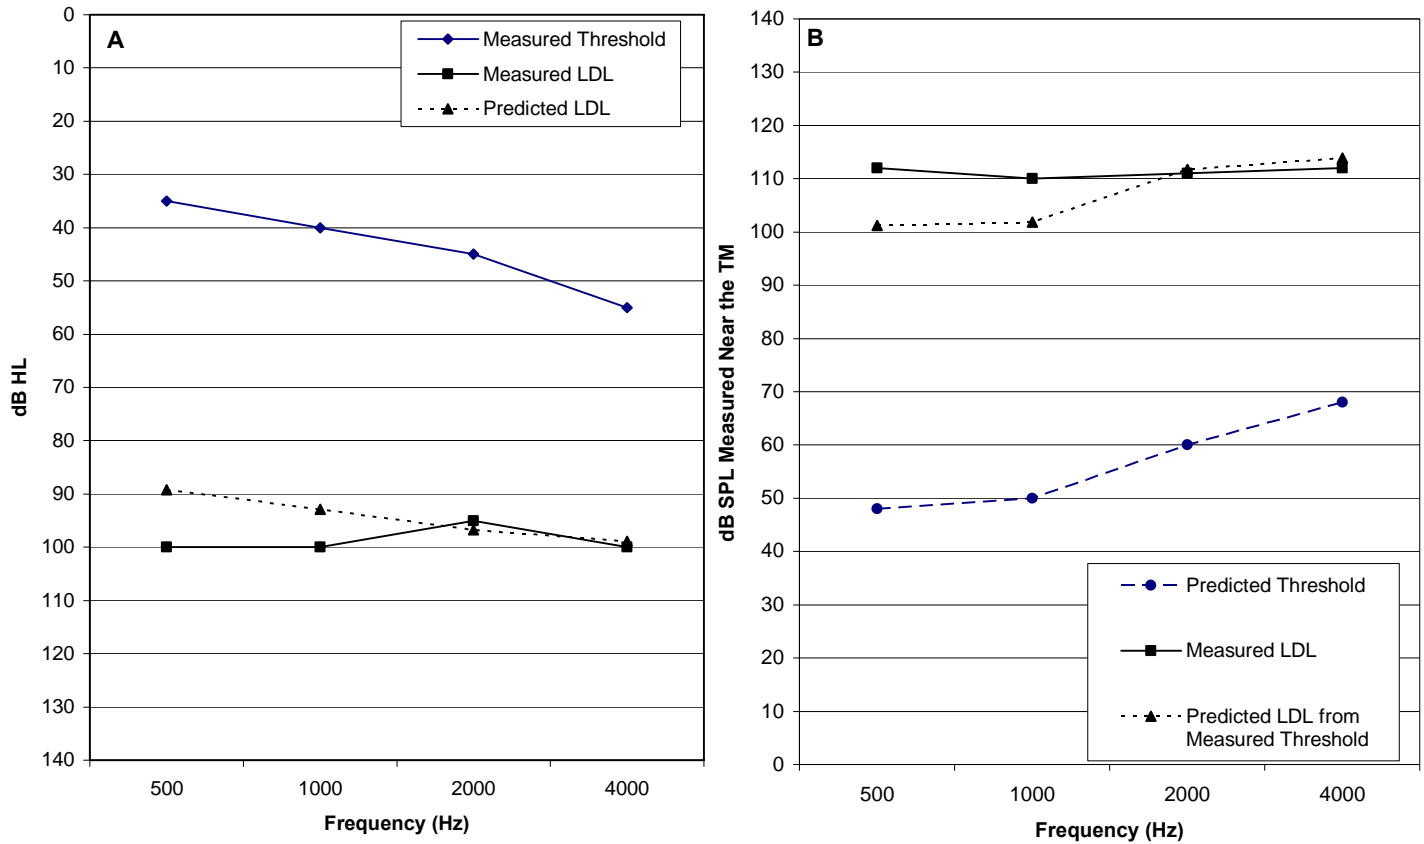 A
Measured Threshold
Measured LDL
Predicted LDL
0
10
20
30
40
50
60
70
80
90
100
110
120
130
140
dB HL
500
1000
2000
4000
Frequency (Hz)
B
140
130
120
110
100
90
80
70
60
50
40
30
20
10
0
dB SPL Measured Near the TM
Predicted Threshold
Measured LDL
Predicted LDL from
Measured Threshold
500
1000
2000
4000
Frequency (Hz)